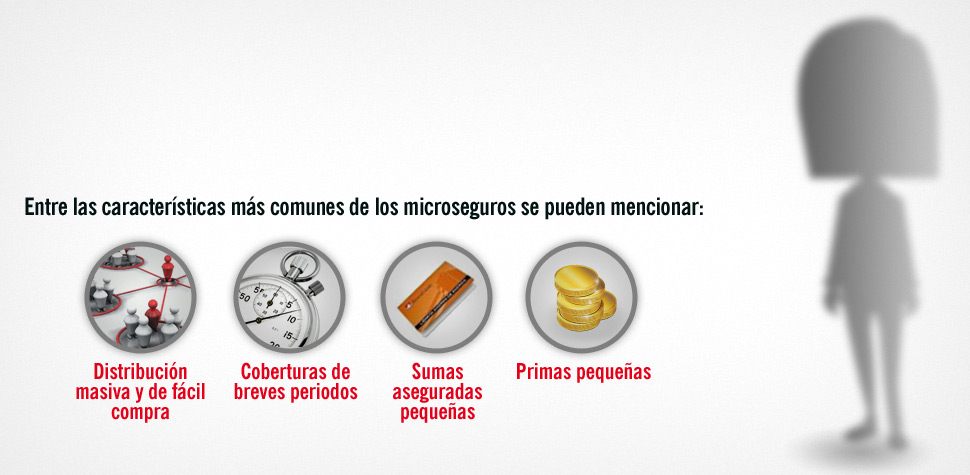 Entre las características más comunes de los microseguros se pueden mencionar:
Distribución
masiva y de fácil
compra
Coberturas de
breves periodos
Sumas
aseguradas
pequeñas
Primas pequeñas